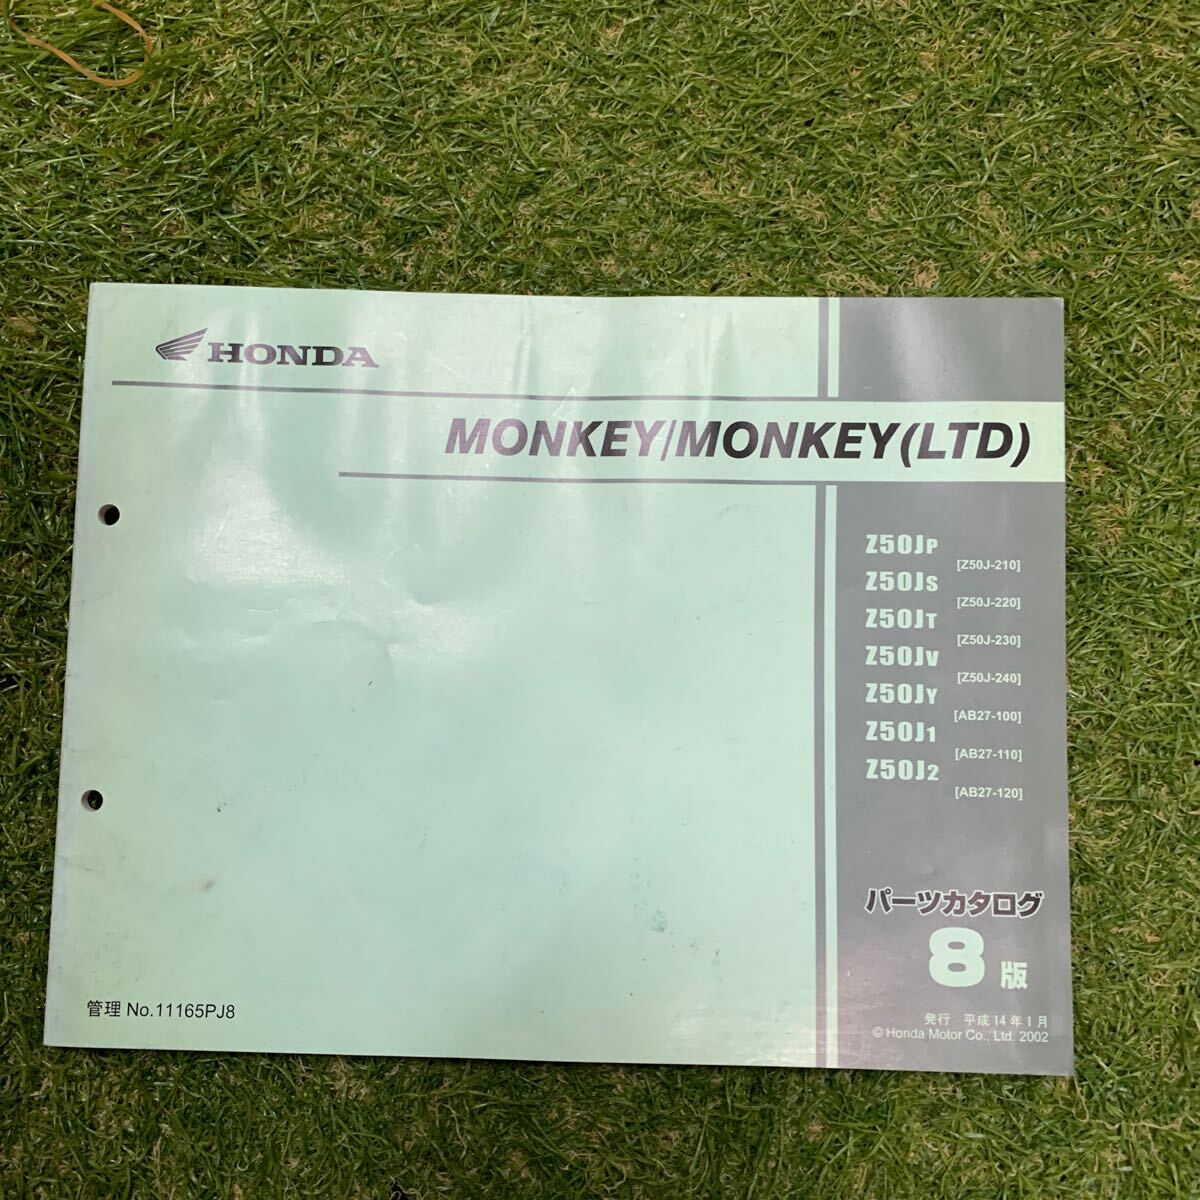 HONDA
MONKEY/MONKEY(LTD)
Z50JP
[Z50J-210]
Z50JS
[Z50J-220]
Z50JT
[Z50J-230]
Z50JV
[Z50J-240]
Z50JY
[AB27-100]
Z50J1
[AB27-110]
Z50J2
[AB27-120]
パーツカタログ
8版
発行 平成14年1月
© Honda Motor Co., Ltd. 2002
管理 No.11165PJ8